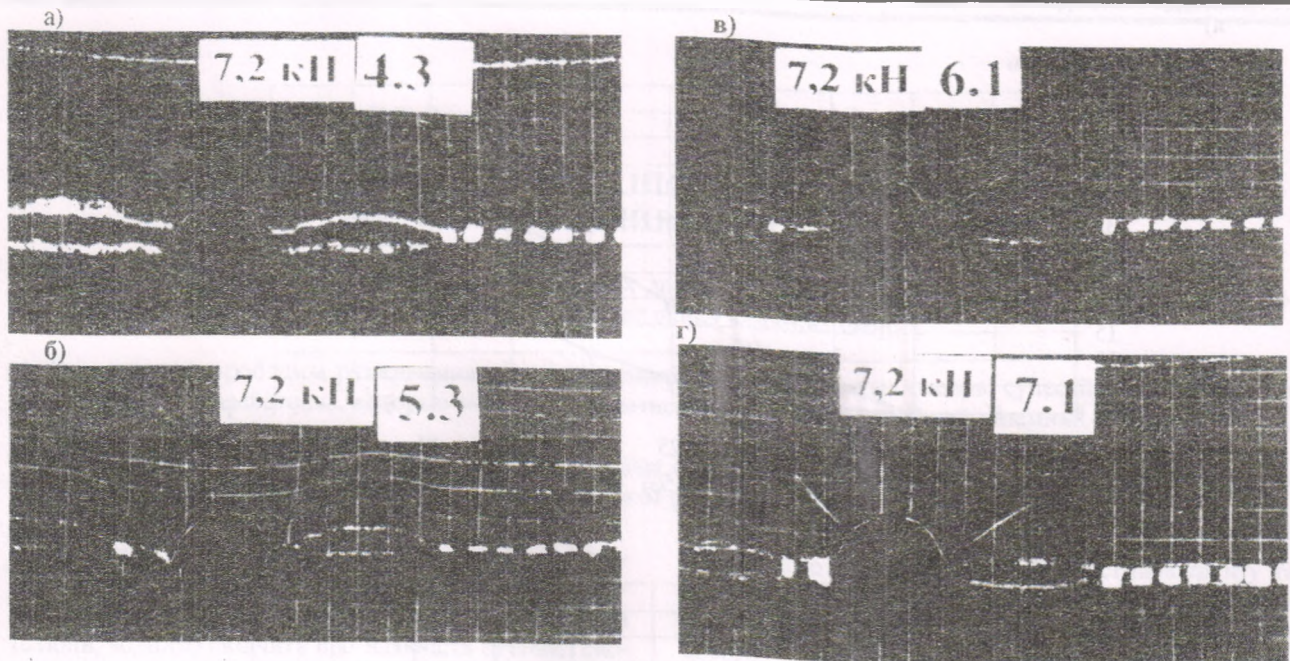 а)
7,2 кН 4.3
в)
7,2 кН 6.1
б)
7,2 кН 5.3
г)
7,2 кН 7.1